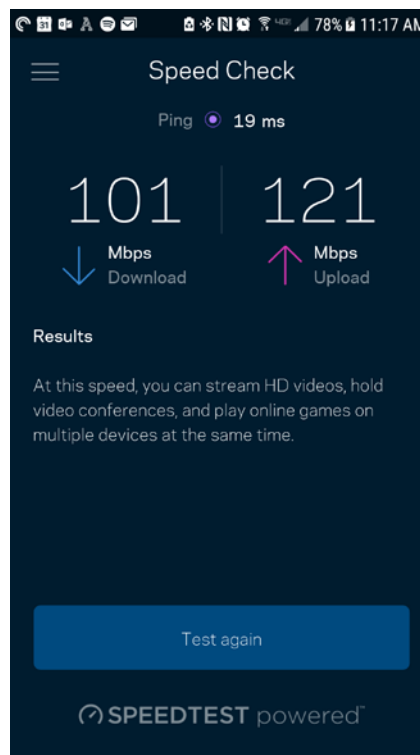 78% 11:17 AM
Speed Check
Ping 19 ms
101 121
Mbps Mbps
Download Upload
Results
At this speed, you can stream HD videos, hold
video conferences, and play online games on
multiple devices at the same time.
Test again
SPEEDTEST powered™